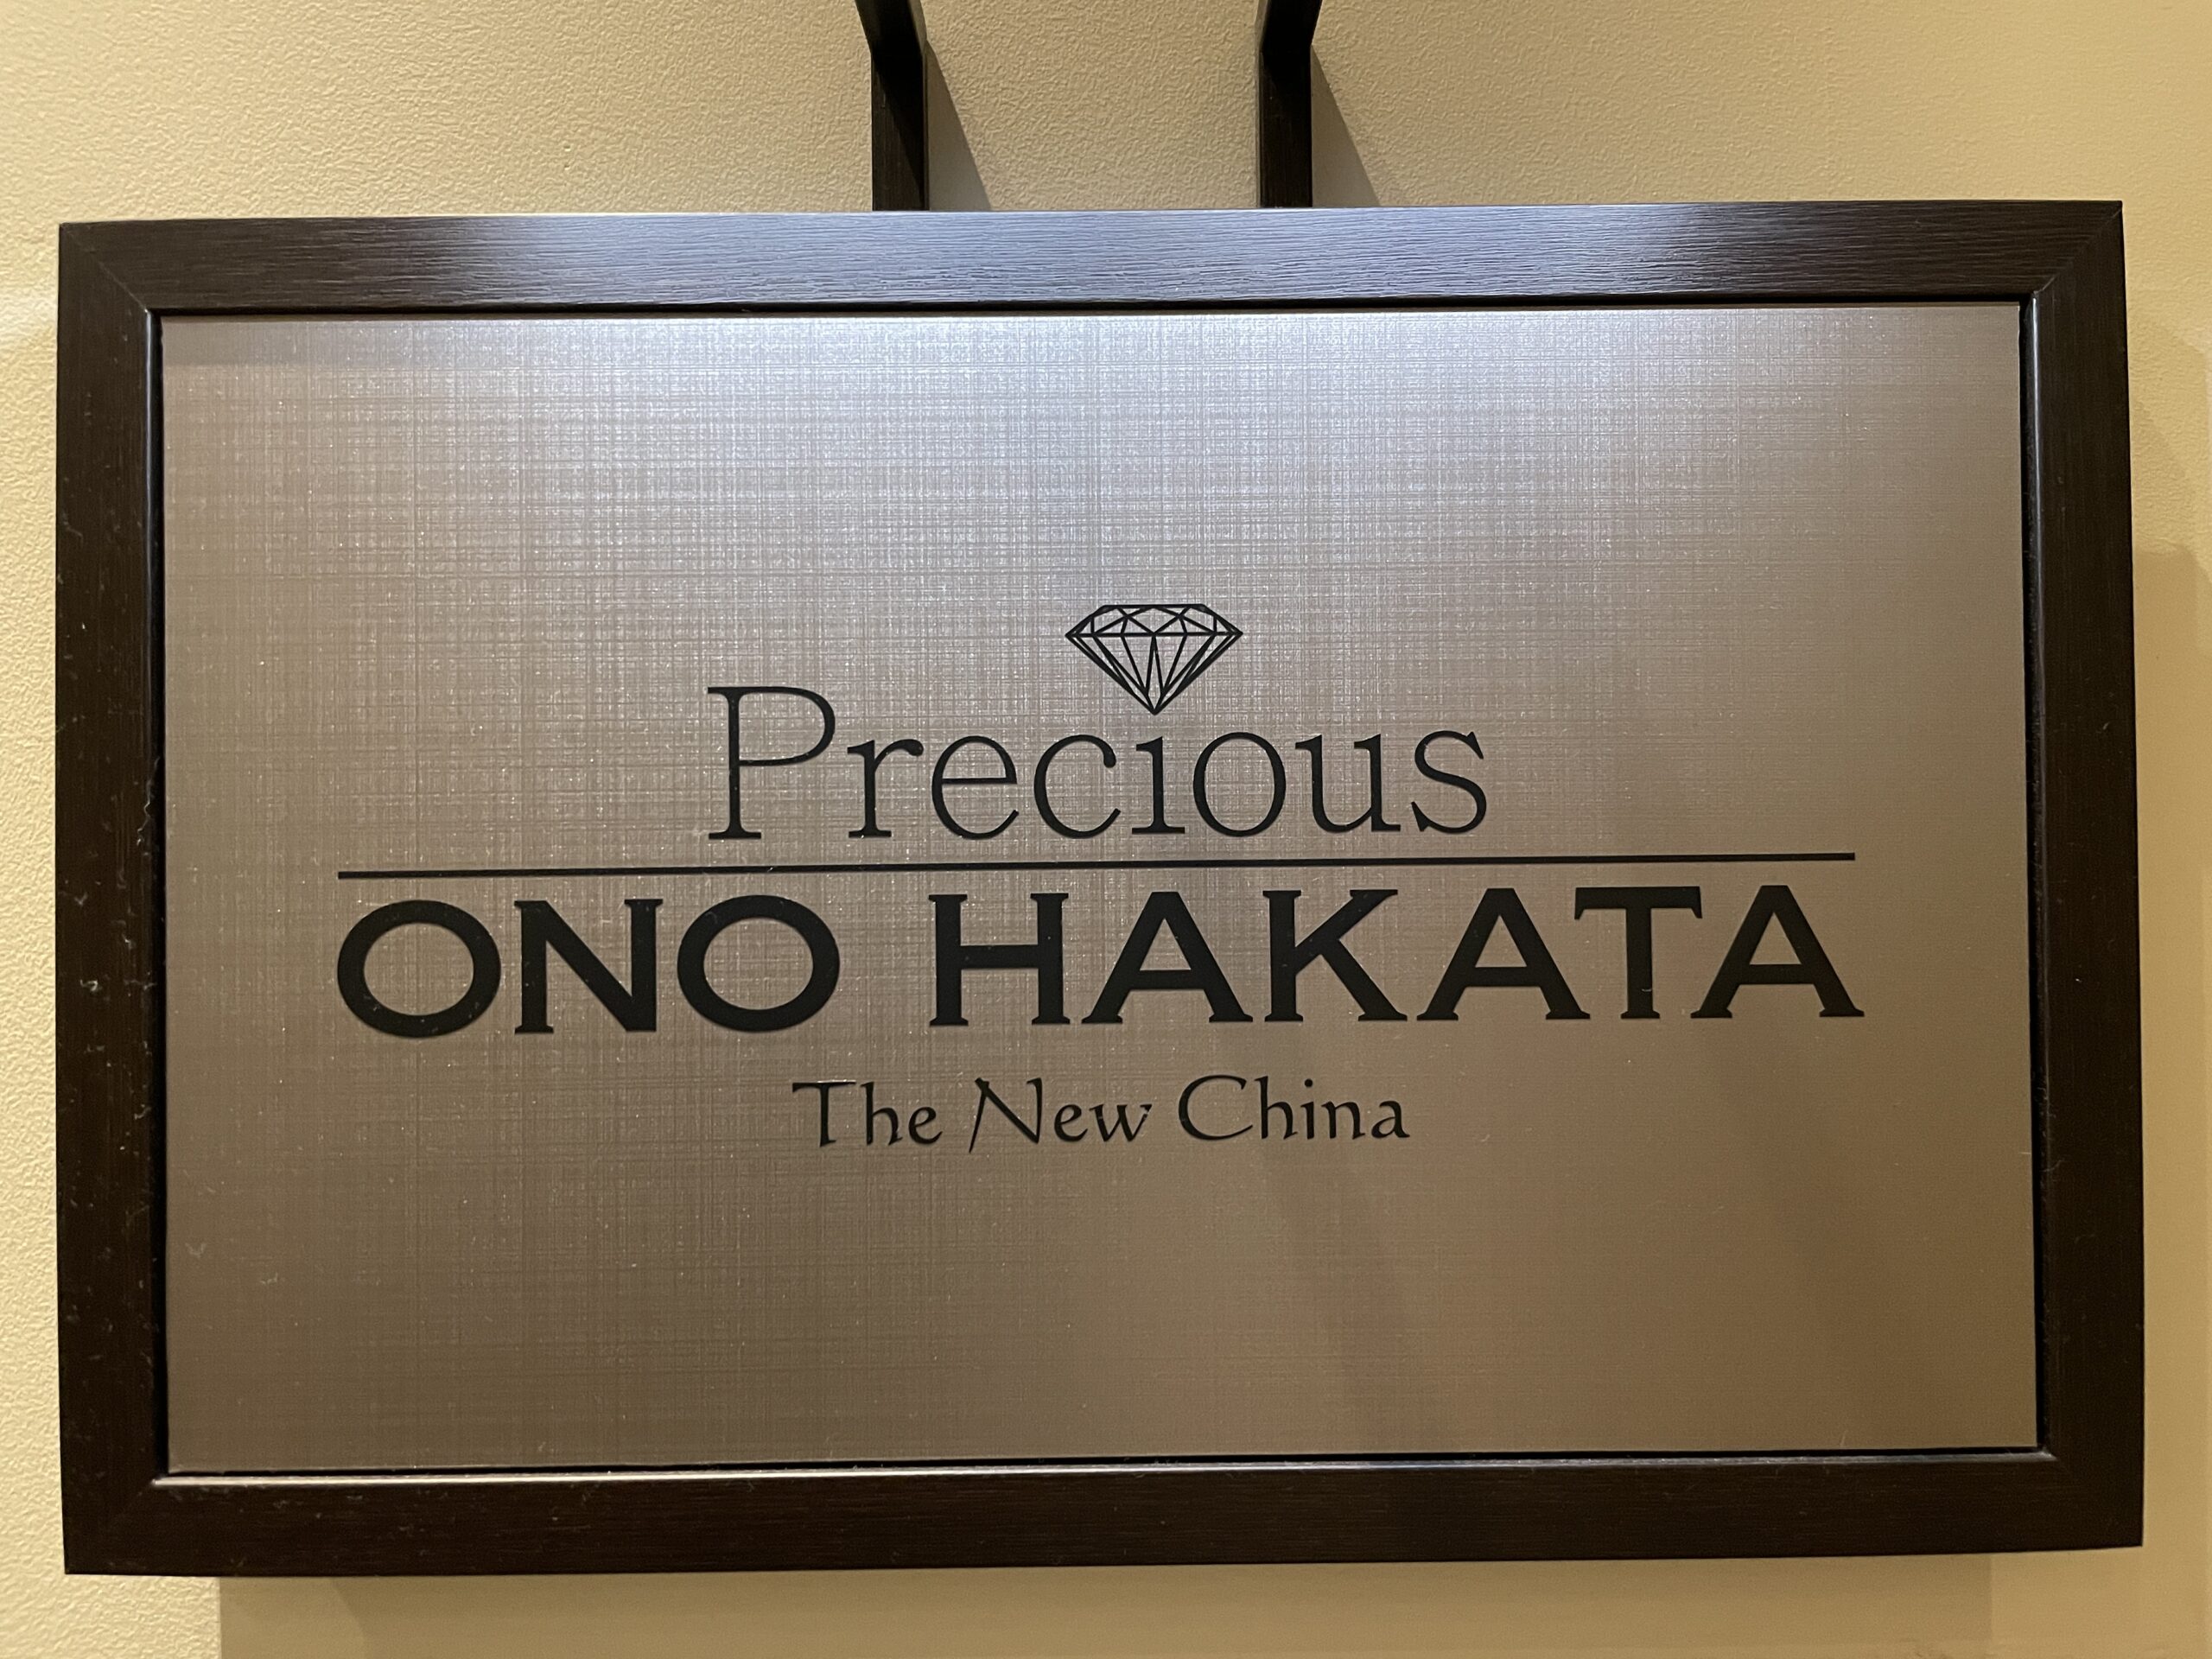 Precious
ONO HAKATA
The New China